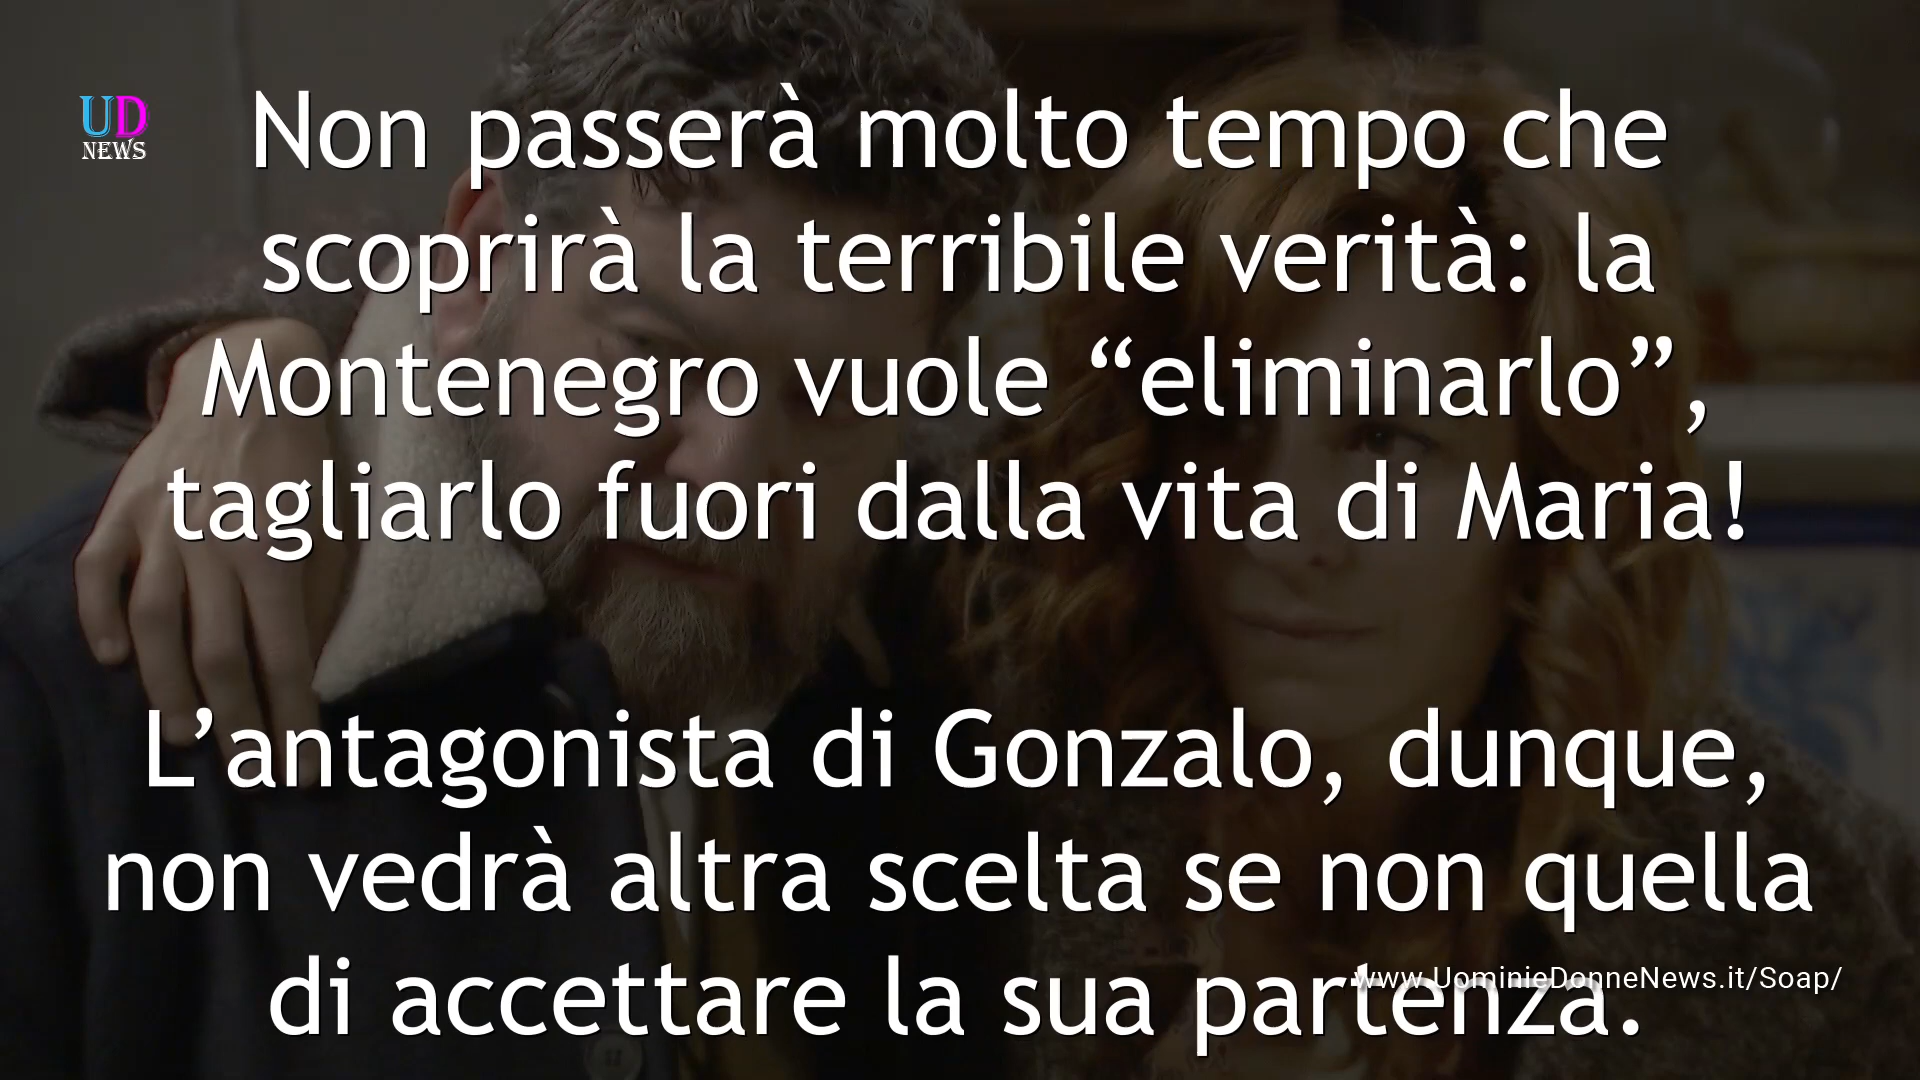 UD
NEWS
Non passerà molto tempo che
scoprirà la terribile verità: la
Montenegro vuole “eliminarlo”,
tagliarlo fuori dalla vita di Maria!
L’antagonista di Gonzalo, dunque,
non vedrà altra scelta se non quella
di accettare la sua partenza.
www.UominieDonneNews.it/Soap/